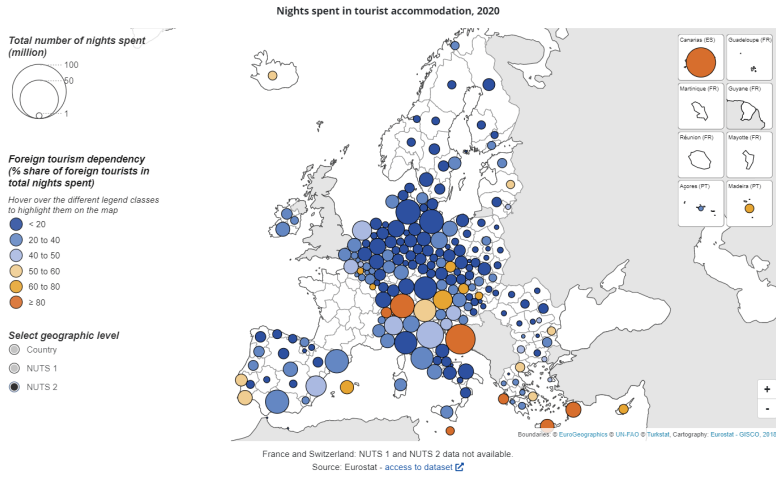 Nights spent in tourist accommodation, 2020
Total number of nights spent
(million)
100
50
1
Foreign tourism dependency
(% share of foreign tourists in
total nights spent)
Hover over the different legend classes
to highlight them on the map
< 20
20 to 40
40 to 50
50 to 60
60 to 80
≥ 80
Select geographic level
Country
NUTS 1
NUTS 2
Canarias (ES)
Guadeloupe (FR)
Martinique (FR)
Guyane (FR)
Réunion (FR)
Mayotte (FR)
Açores (PT)
Madeira (PT)
+
-
Boundaries: © EuroGeographics © UN-FAO © Turkstat, Cartography: Eurostat - GISCO, 2018
France and Switzerland: NUTS 1 and NUTS 2 data not available.
Source: Eurostat - access to dataset